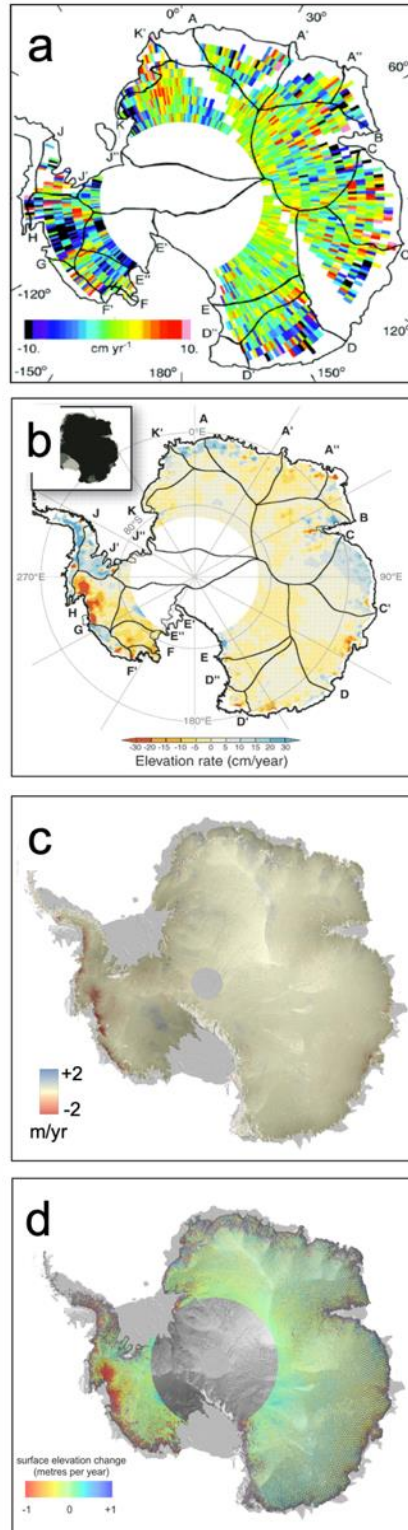 a
0°
30°
60°
K'
A
A'
A''
K
B
C
J
J''
J'
H
G
E'
E''
F
F'
C'
E
D''
D'
D
-120°
120°
-10.
cm yr⁻¹
10.
-150°
180°
150°
b
0°E
A
K'
A'
A''
K
80°S
J''
B
C
J
J'
270°E
90°E
H
G
C'
E'
E''
F
F'
E
D''
D
D'
180°E
-30 -20 -10 -5 0 5 10 20 30
Elevation rate (cm/year)
c
+2
-2
m/yr
d
surface elevation change
(metres per year)
-1 0 +1